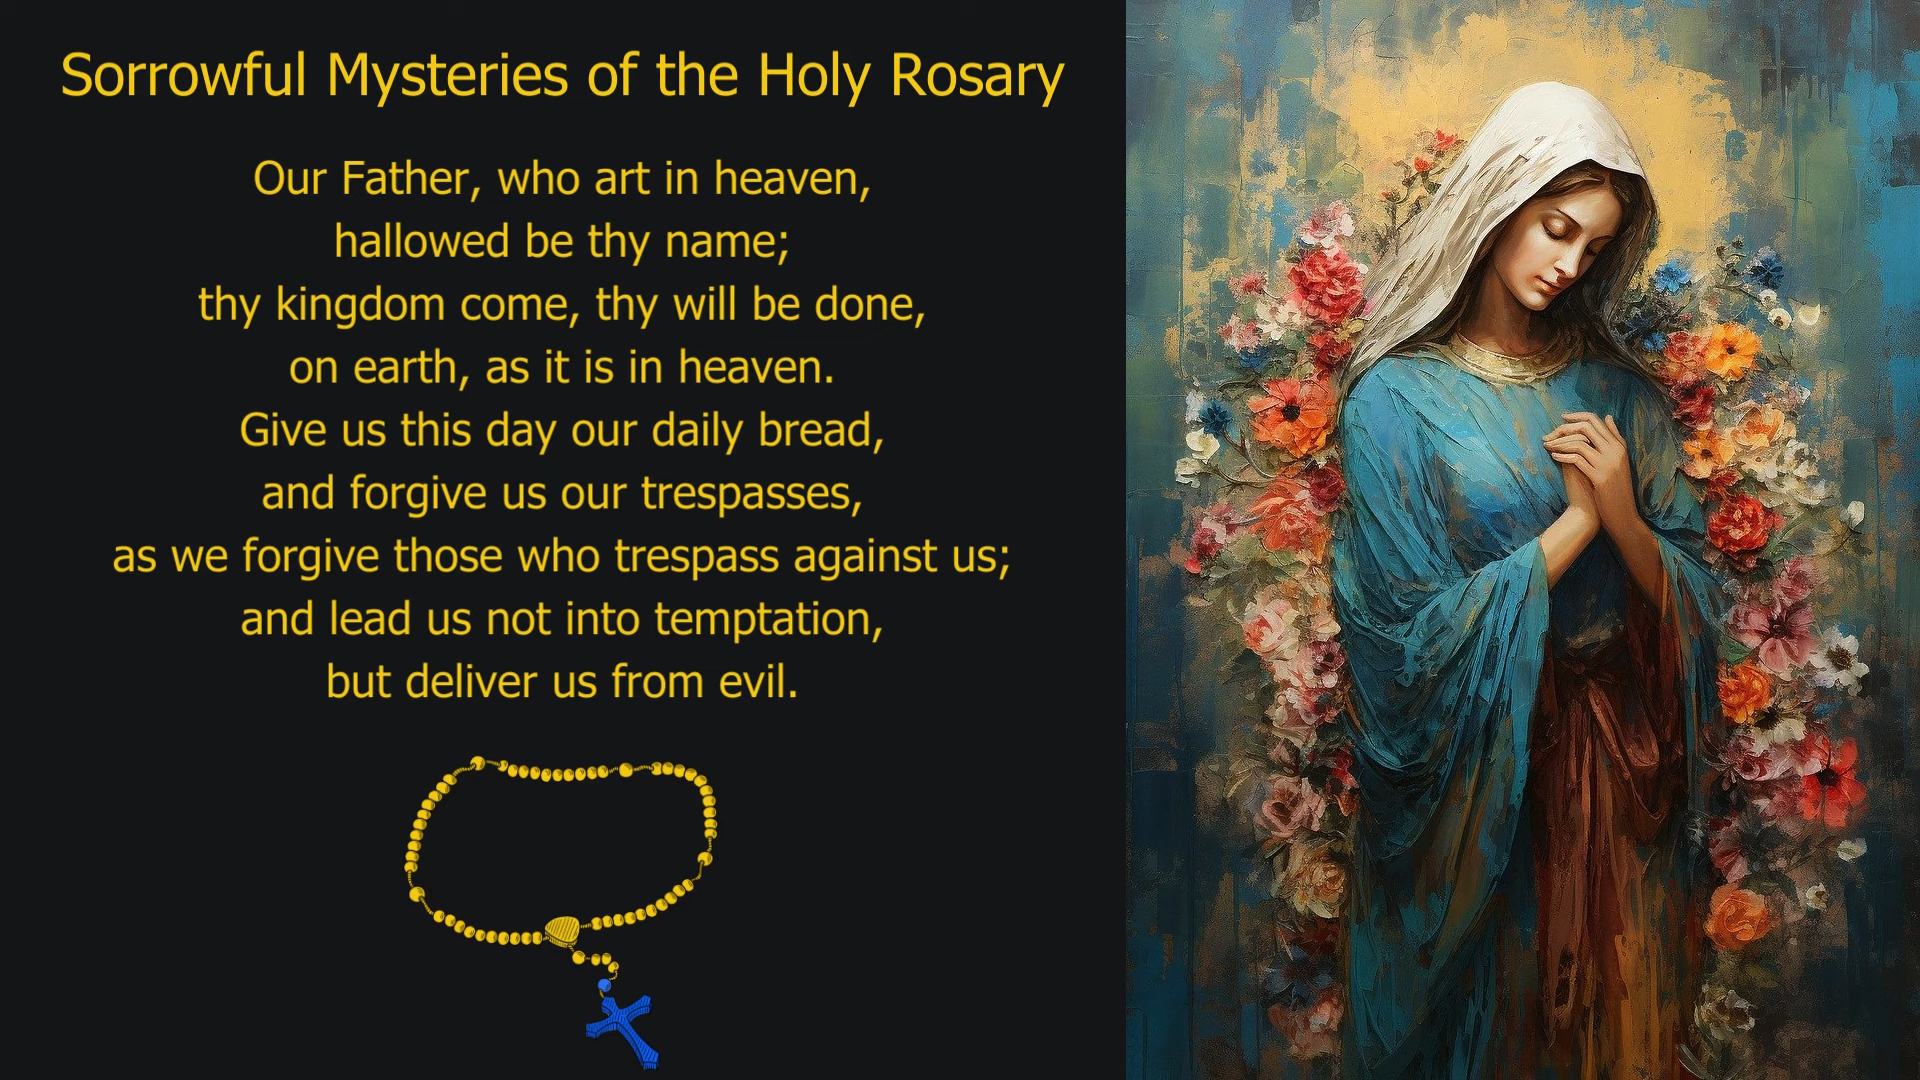 Sorrowful Mysteries of the Holy Rosary
Our Father, who art in heaven,
hallowed be thy name;
thy kingdom come, thy will be done,
on earth, as it is in heaven.
Give us this day our daily bread,
and forgive us our trespasses,
as we forgive those who trespass against us;
and lead us not into temptation,
but deliver us from evil.